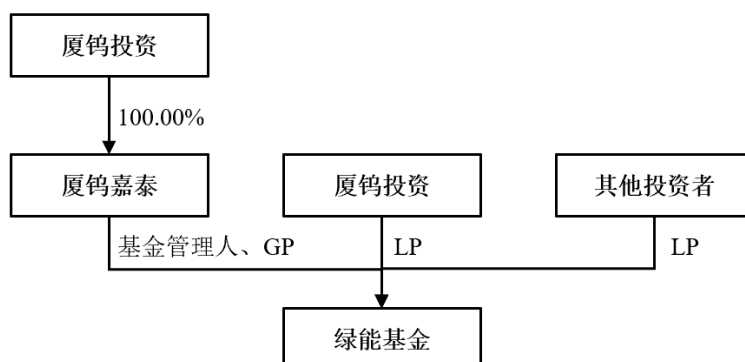 厦钨投资
100.00%
厦钨嘉泰
厦钨投资
其他投资者
基金管理人、GP
LP
LP
绿能基金